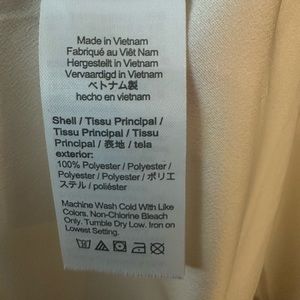 Made in Vietnam
Fabriqué au Viêt Nam
Hergestellt in Vietnam
Vervaardigd in Vietnam
ベトナム製
hecho en vietnam
Shell / Tissu Principal /
Tissu Principal / Tissu
Principal / 表地 / tela
exterior:
100% Polyester / Polyester
/ Polyester / Polyester / ポリエ
ステル / poliéster
Machine Wash Cold With Like
Colors. Non-Chlorine Bleach
Only. Tumble Dry Low. Iron on
Lowest Setting.